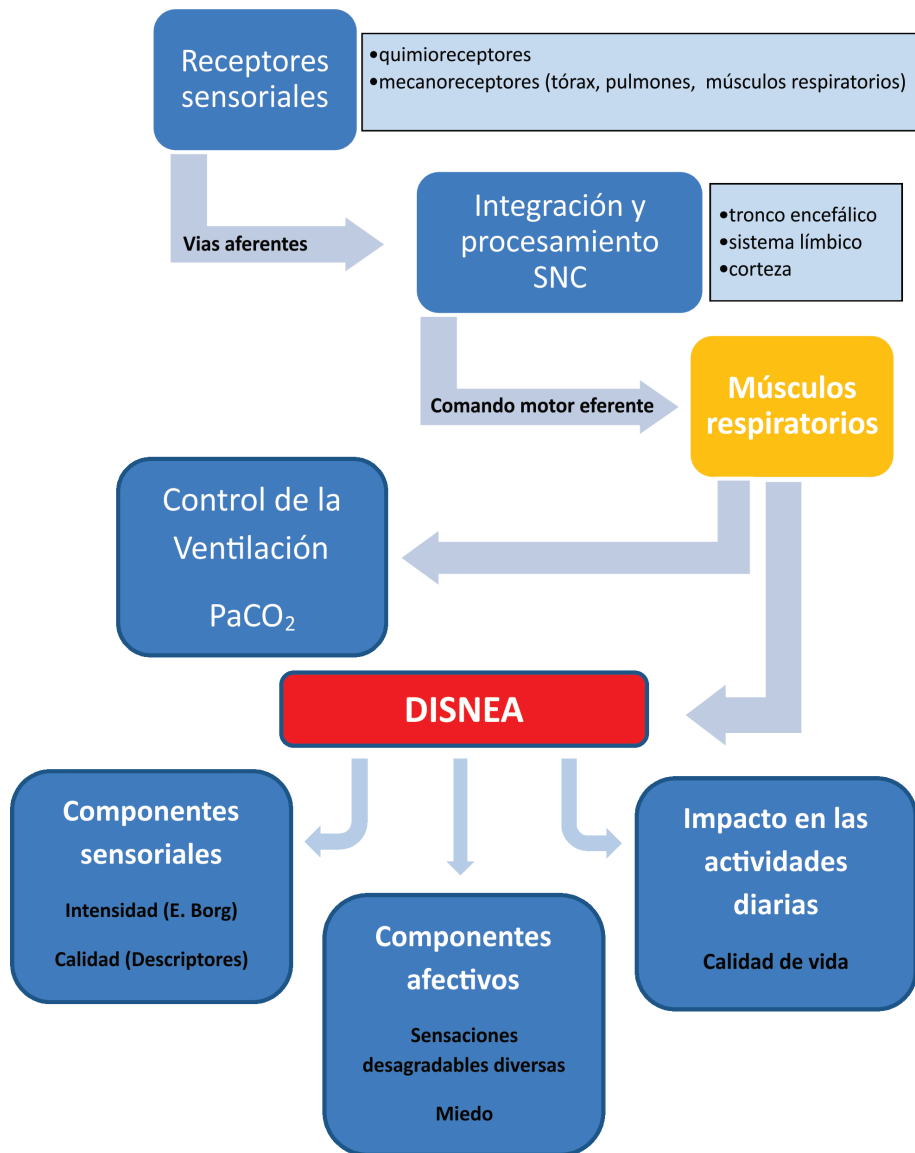 Receptores
sensoriales
•quimioreceptores
•mecanoreceptores (tórax, pulmones, músculos respiratorios)
Vias aferentes
Integración y
procesamiento
SNC
•tronco encefálico
•sistema límbico
•corteza
Comando motor eferente
Músculos
respiratorios
Control de la
Ventilación
PaCO₂
DISNEA
Componentes
sensoriales
Intensidad (E. Borg)
Calidad (Descriptores)
Componentes
afectivos
Sensaciones
desagradables diversas
Miedo
Impacto en las
actividades
diarias
Calidad de vida